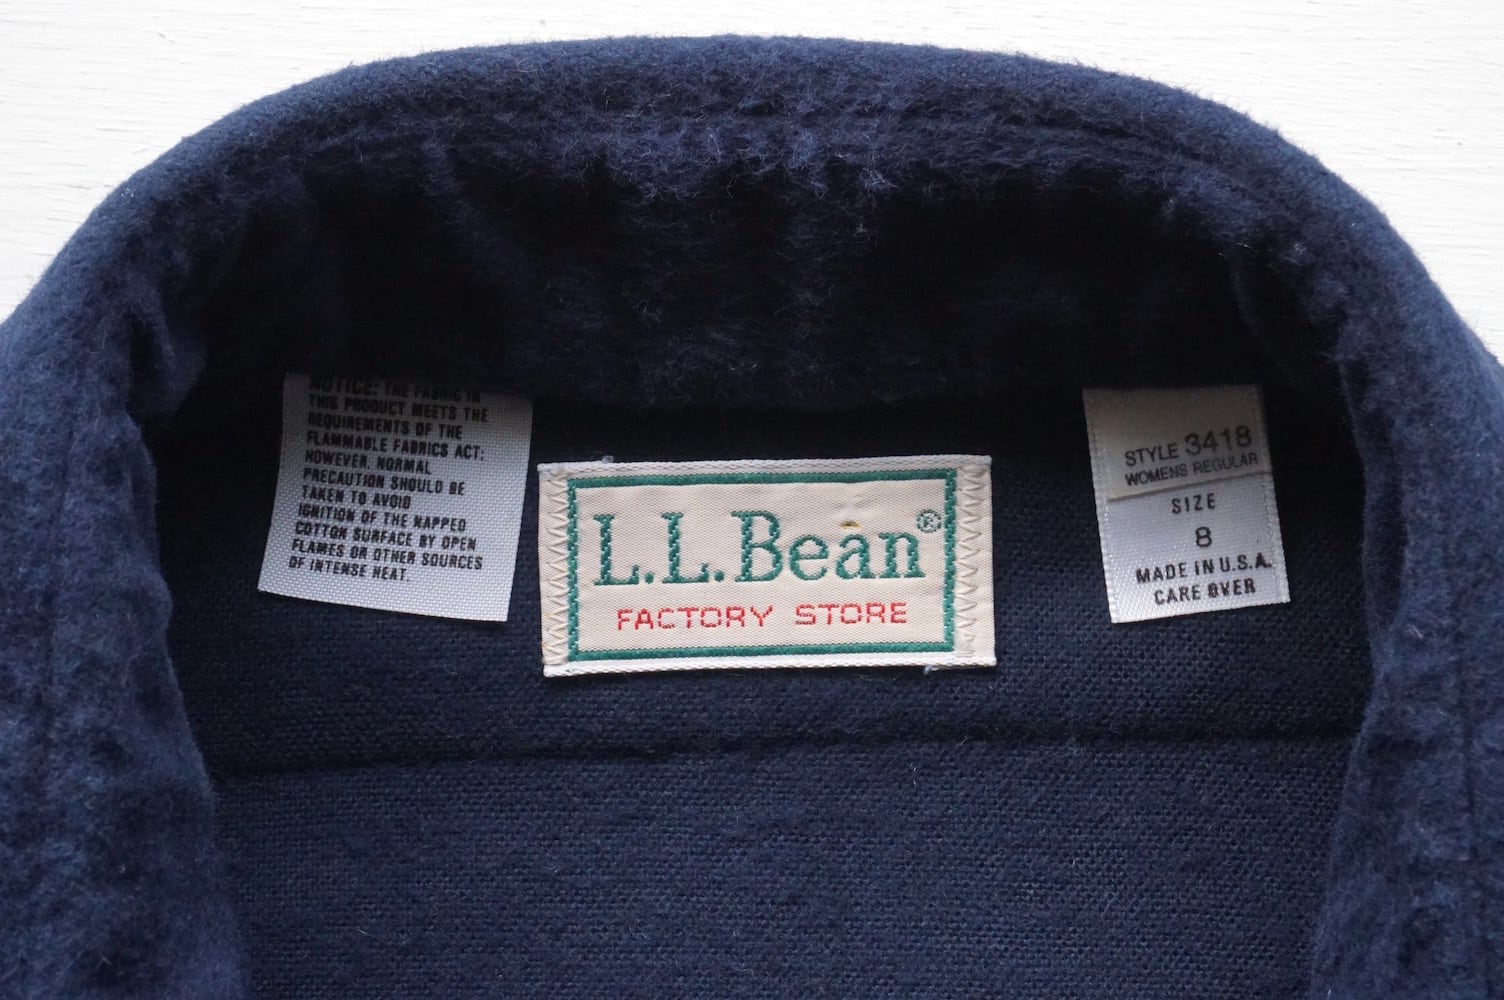 NOTICE: THE FABRIC IN
THIS PRODUCT MEETS THE
REQUIREMENTS OF THE
FLAMMABLE FABRICS ACT;
HOWEVER, NORMAL
PRECAUTION SHOULD BE
TAKEN TO AVOID
IGNITION OF THE NAPPED
COTTON SURFACE BY OPEN
FLAMES OR OTHER SOURCES
OF INTENSE HEAT.
L.L.Bean®
FACTORY STORE
STYLE 3418
WOMENS REGULAR
SIZE
8
MADE IN U.S.A.
CARE OVER